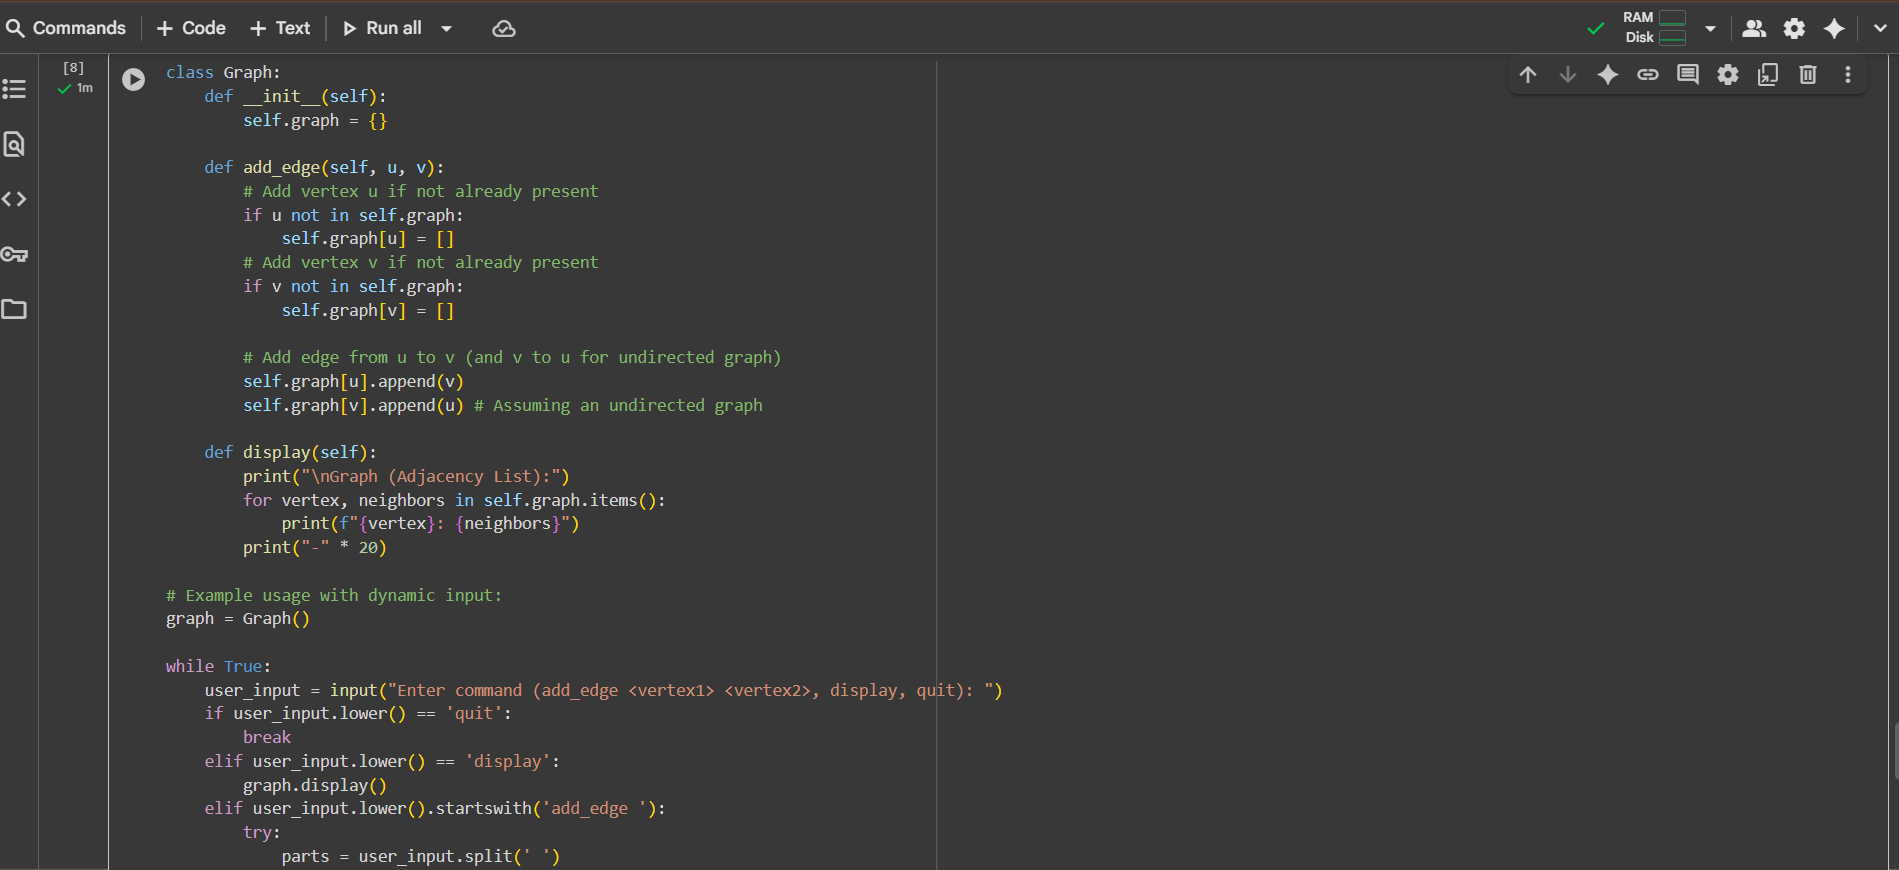 Commands + Code + Text Run all
RAM
Disk
[8]
1m
class Graph:
    def __init__(self):
        self.graph = {}

    def add_edge(self, u, v):
        # Add vertex u if not already present
        if u not in self.graph:
            self.graph[u] = []
        # Add vertex v if not already present
        if v not in self.graph:
            self.graph[v] = []

        # Add edge from u to v (and v to u for undirected graph)
        self.graph[u].append(v)
        self.graph[v].append(u) # Assuming an undirected graph

    def display(self):
        print("\nGraph (Adjacency List):")
        for vertex, neighbors in self.graph.items():
            print(f"{vertex}: {neighbors}")
        print("-" * 20)

# Example usage with dynamic input:
graph = Graph()

while True:
    user_input = input("Enter command (add_edge <vertex1> <vertex2>, display, quit): ")
    if user_input.lower() == 'quit':
        break
    elif user_input.lower() == 'display':
        graph.display()
    elif user_input.lower().startswith('add_edge '):
        try:
            parts = user_input.split(' ')